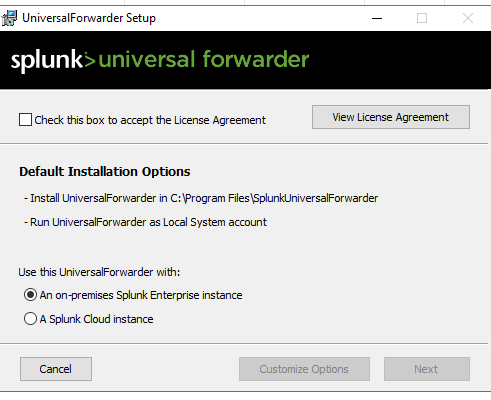 UniversalForwarder Setup
splunk>universal forwarder
Check this box to accept the License Agreement
View License Agreement
Default Installation Options
- Install UniversalForwarder in C:\Program Files\SplunkUniversalForwarder
- Run UniversalForwarder as Local System account
Use this UniversalForwarder with:
An on-premises Splunk Enterprise instance
A Splunk Cloud instance
Cancel
Customize Options
Next